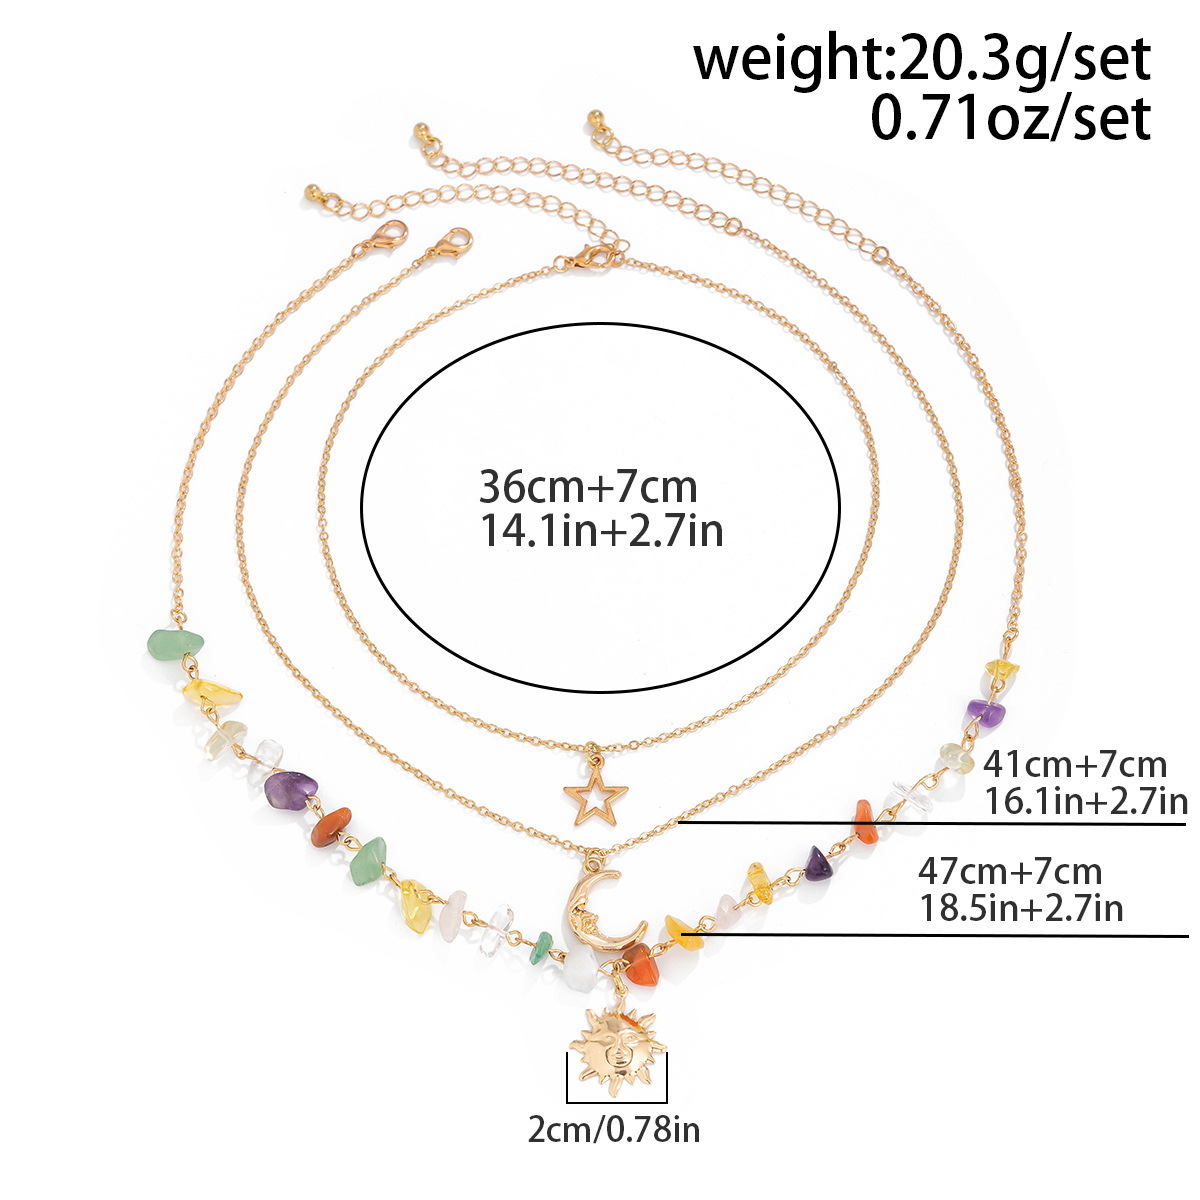 weight:20.3g/set
0.71oz/set
36cm+7cm
14.1in+2.7in
41cm+7cm
16.1in+2.7in
47cm+7cm
18.5in+2.7in
2cm/0.78in